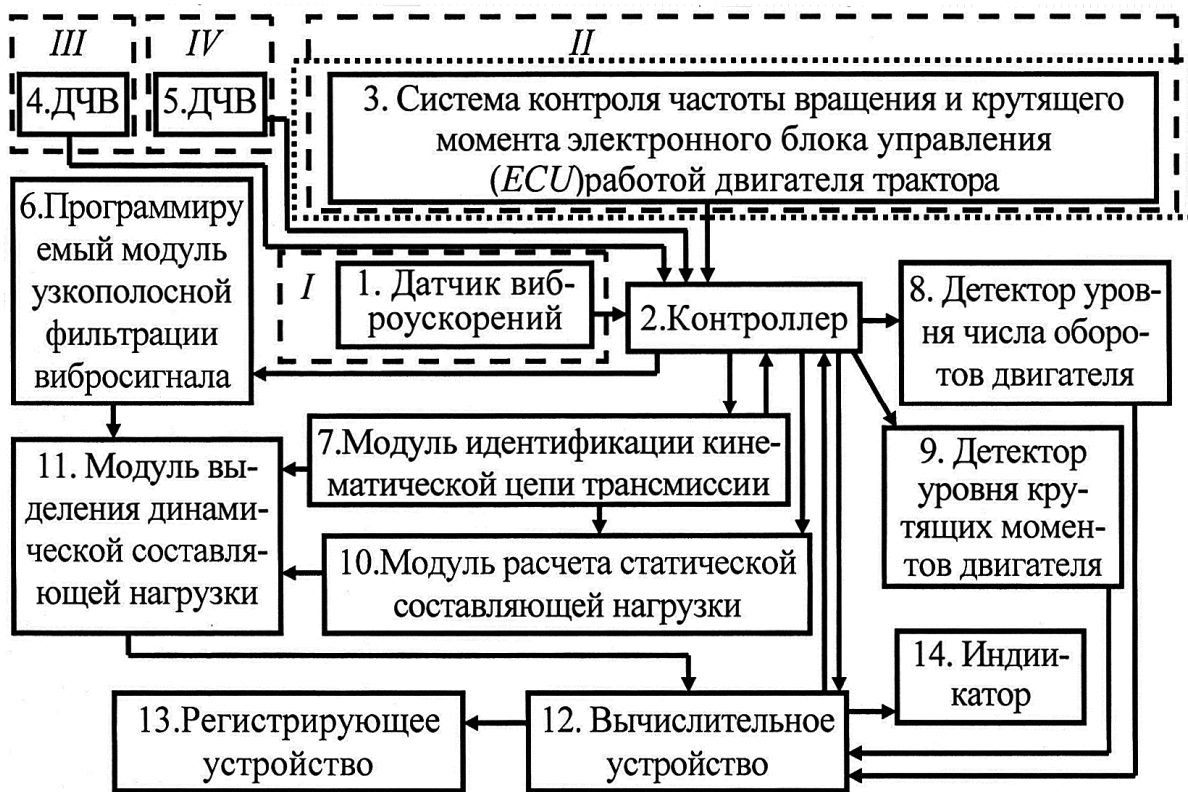 III
IV
II
4.ДЧВ
5.ДЧВ
3. Система контроля частоты вращения и крутящего
момента электронного блока управления
(ECU)работой двигателя трактора
6.Программиру
емый модуль
узкополосной
фильтрации
вибросигнала
I
1. Датчик виб-
роускорений
2.Контроллер
8. Детектор уров-
ня числа оборо-
тов двигателя
7.Модуль идентификации кине-
матической цепи трансмиссии
9. Детектор
уровня кру-
тящих момен-
тов двигателя
11. Модуль вы-
деления динами-
ческой составля-
ющей нагрузки
10.Модуль расчета статической
составляющей нагрузки
14. Индии-
катор
13.Регистрирующее
устройство
12. Вычислительное
устройство